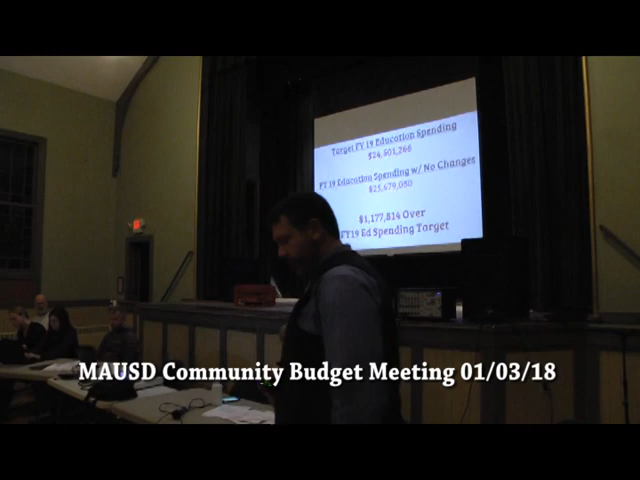 Target FY 19 Education Spending
$24,501,266
FY 19 Education Spending w/ No Changes
$25,679,080
$1,177,814 Over
FY19 Ed Spending Target
EXIT
MAUSD Community Budget Meeting 01/03/18